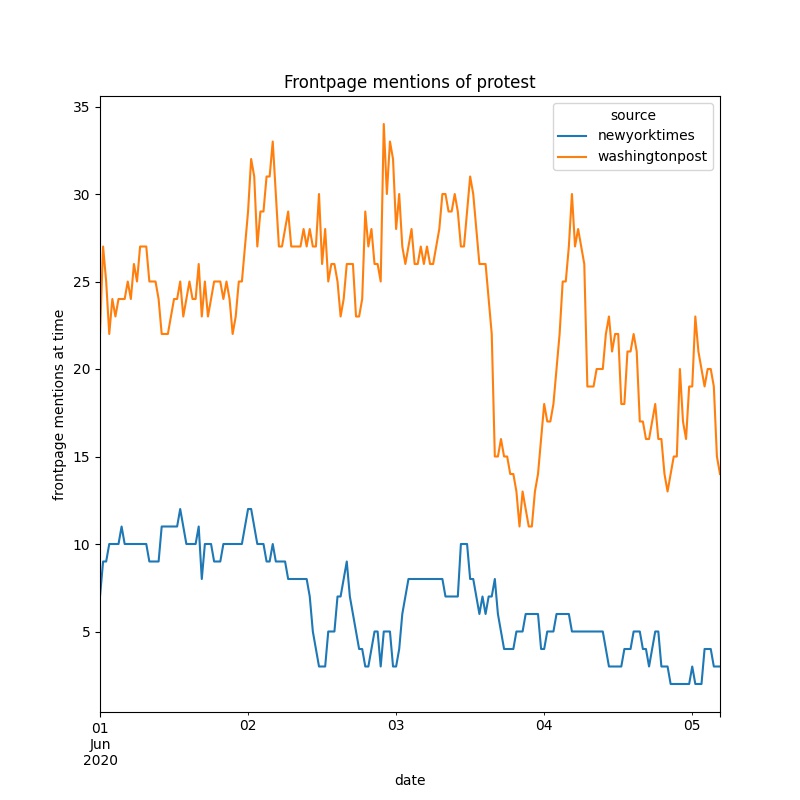 Frontpage mentions of protest
source
newyorktimes
washingtonpost
frontpage mentions at time
35
30
25
20
15
10
5
01
Jun
2020
02
03
04
05
date